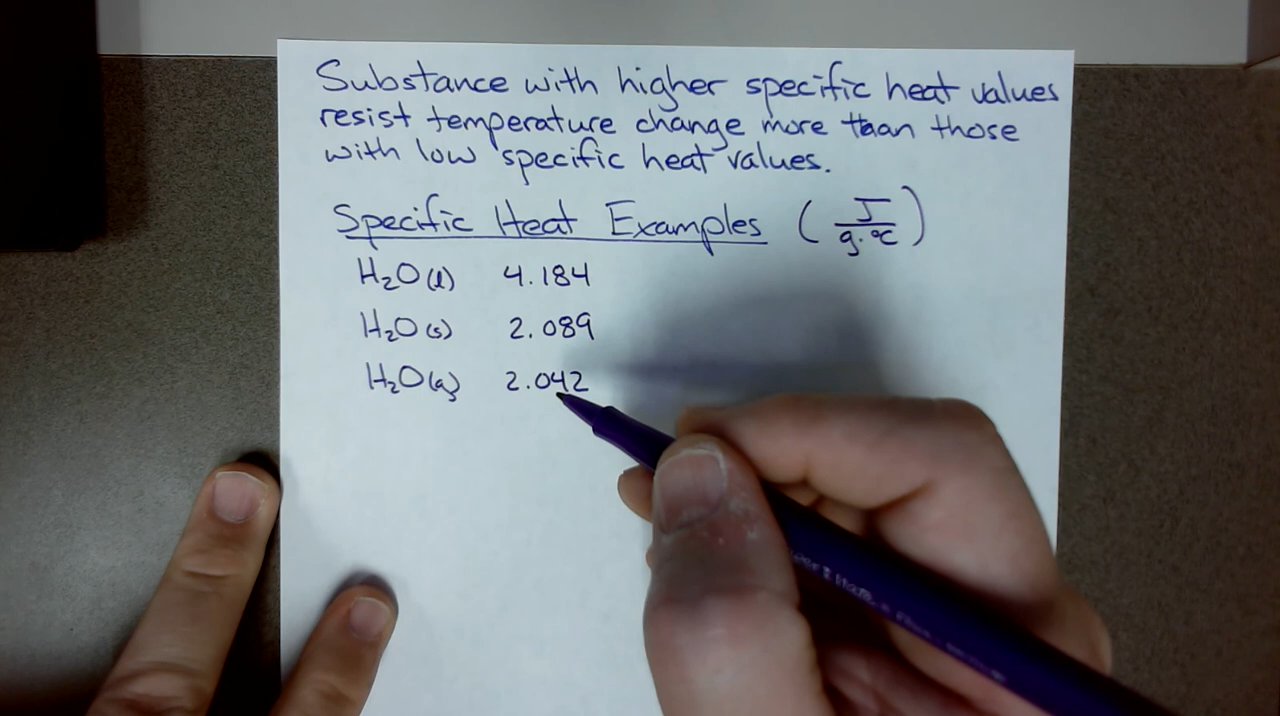 Substance with higher specific heat values
resist temperature change more than those
with low specific heat values.
Specific Heat Examples ( J / g·°C )
H₂O(l) 4.184
H₂O(s) 2.089
H₂O(g) 2.042